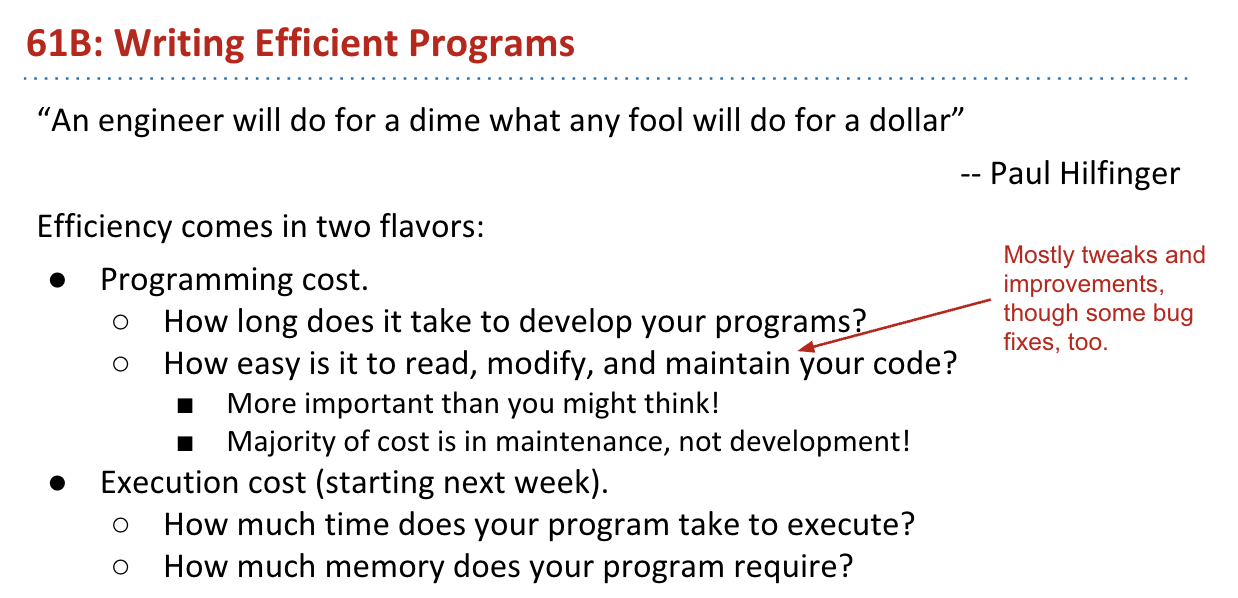 61B: Writing Efficient Programs
“An engineer will do for a dime what any fool will do for a dollar”
-- Paul Hilfinger
Efficiency comes in two flavors:
● Programming cost.
○ How long does it take to develop your programs?
○ How easy is it to read, modify, and maintain your code?
■ More important than you might think!
■ Majority of cost is in maintenance, not development!
● Execution cost (starting next week).
○ How much time does your program take to execute?
○ How much memory does your program require?
Mostly tweaks and
improvements,
though some bug
fixes, too.